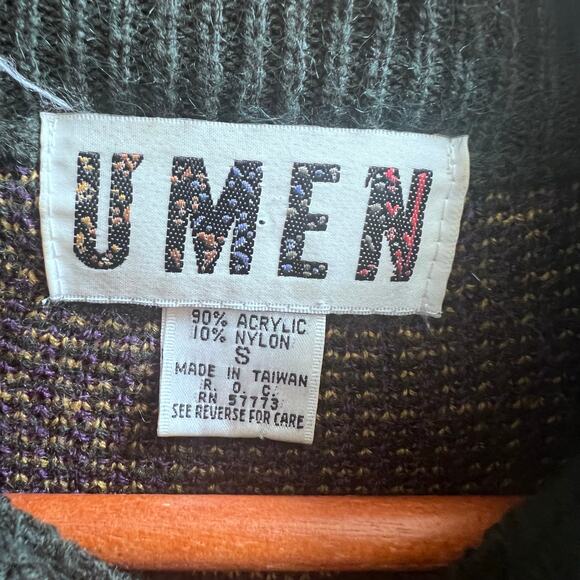 UMEN
90% ACRYLIC
10% NYLON
S
MADE IN TAIWAN
R. O. C.
RN 57773
SEE REVERSE FOR CARE